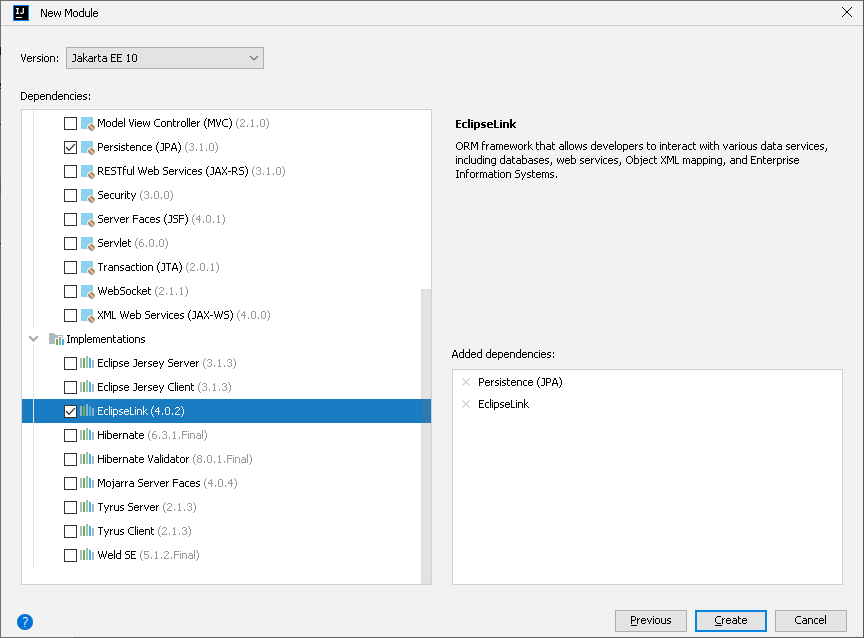 IJ New Module
Version: Jakarta EE 10
Dependencies:
Model View Controller (MVC) (2.1.0)
Persistence (JPA) (3.1.0)
RESTful Web Services (JAX-RS) (3.1.0)
Security (3.0.0)
Server Faces (JSF) (4.0.1)
Servlet (6.0.0)
Transaction (JTA) (2.0.1)
WebSocket (2.1.1)
XML Web Services (JAX-WS) (4.0.0)
Implementations
Eclipse Jersey Server (3.1.3)
Eclipse Jersey Client (3.1.3)
EclipseLink (4.0.2)
Hibernate (6.3.1.Final)
Hibernate Validator (8.0.1.Final)
Mojarra Server Faces (4.0.4)
Tyrus Server (2.1.3)
Tyrus Client (2.1.3)
Weld SE (5.1.2.Final)
EclipseLink
ORM framework that allows developers to interact with various data services,
including databases, web services, Object XML mapping, and Enterprise
Information Systems.
Added dependencies:
Persistence (JPA)
EclipseLink
?
Previous
Create
Cancel